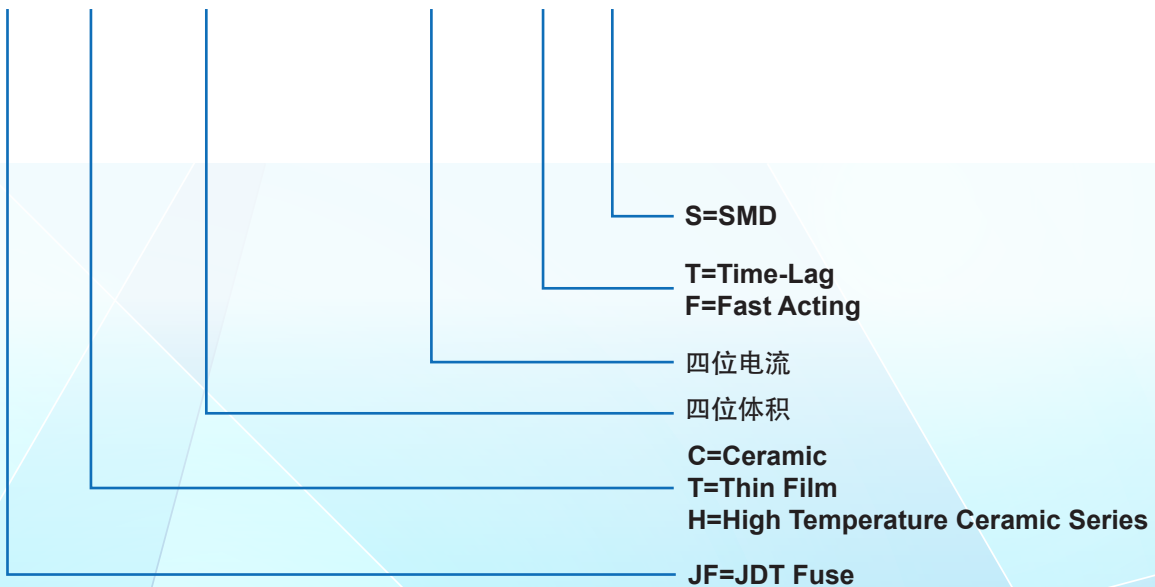 S=SMD
T=Time-Lag
F=Fast Acting
四位电流
四位体积
C=Ceramic
T=Thin Film
H=High Temperature Ceramic Series
JF=JDT Fuse